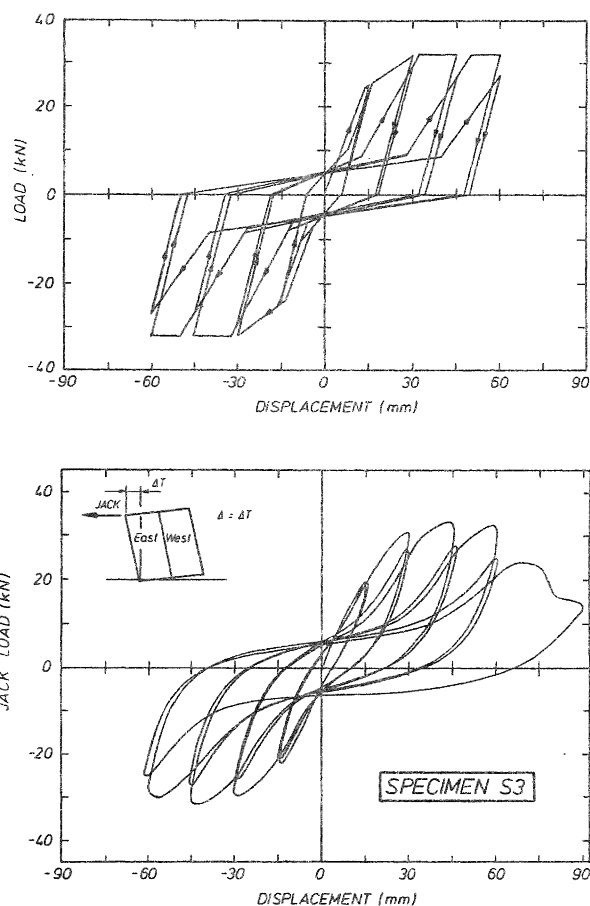 40
20
0
-20
-40
LOAD (kN)
-90 -60 -30 0 30 60 90
DISPLACEMENT (mm)
40
20
0
-20
-40
JACK LOAD (kN)
ΔT
JACK
Δ = ΔT
East West
SPECIMEN S3
-90 -60 -30 0 30 60 90
DISPLACEMENT (mm)